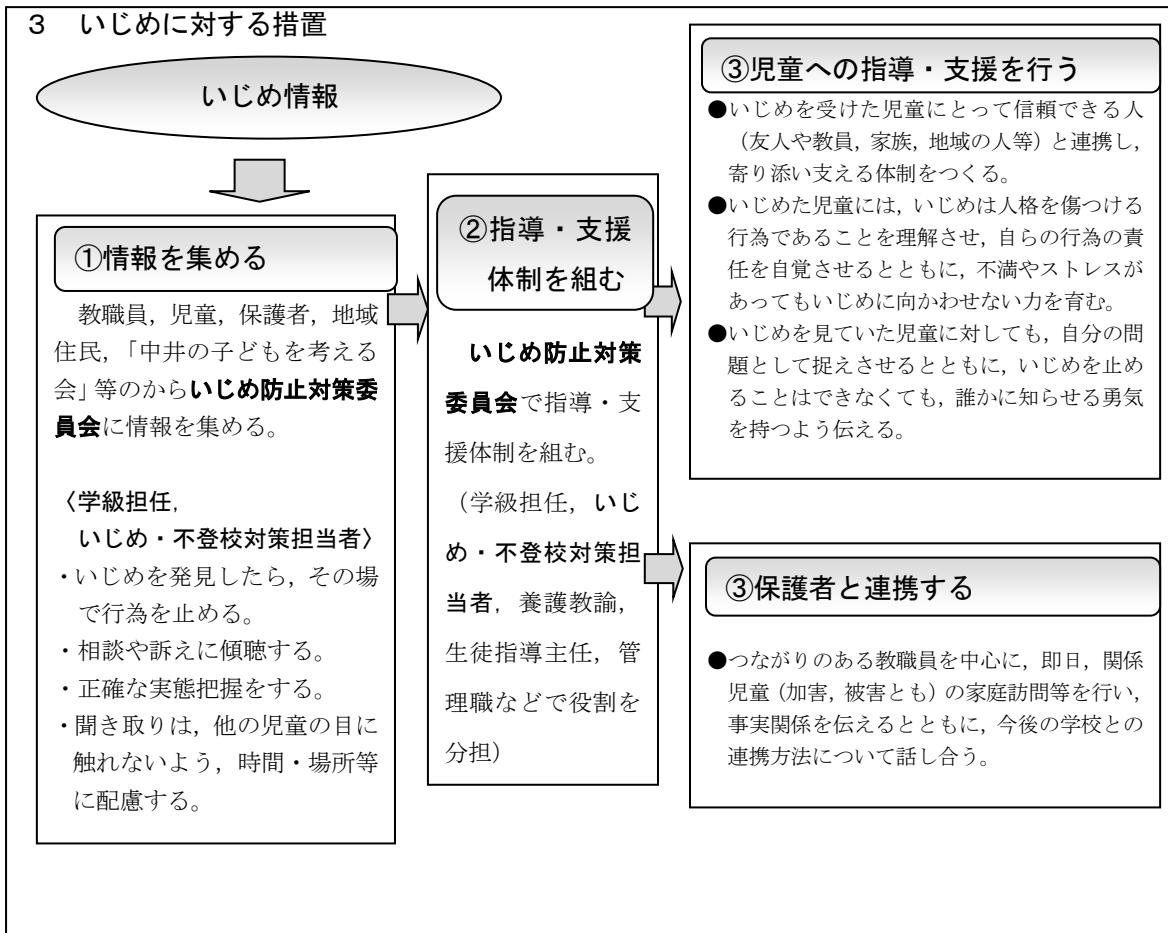 ３　いじめに対する措置
いじめ情報
①情報を集める
教職員，児童，保護者，地域
住民，「中井の子どもを考える
会」等のからいじめ防止対策委
員会に情報を集める。
〈学級担任，
いじめ・不登校対策担当者〉
・いじめを発見したら，その場
で行為を止める。
・相談や訴えに傾聴する。
・正確な実態把握をする。
・聞き取りは，他の児童の目に
触れないよう，時間・場所等
に配慮する。
②指導・支援
体制を組む
いじめ防止対策
委員会で指導・支
援体制を組む。
（学級担任，いじ
め・不登校対策担
当者，養護教諭，
生徒指導主任，管
理職などで役割を
分担）
③児童への指導・支援を行う
●いじめを受けた児童にとって信頼できる人
（友人や教員，家族，地域の人等）と連携し，
寄り添い支える体制をつくる。
●いじめた児童には，いじめは人格を傷つける
行為であることを理解させ，自らの行為の責
任を自覚させるとともに，不満やストレスが
あってもいじめに向かわせない力を育む。
●いじめを見ていた児童に対しても，自分の問
題として捉えさせるとともに，いじめを止め
ることはできなくても，誰かに知らせる勇気
を持つよう伝える。
③保護者と連携する
●つながりのある教職員を中心に，即日，関係
児童（加害，被害とも）の家庭訪問等を行い，
事実関係を伝えるとともに，今後の学校との
連携方法について話し合う。